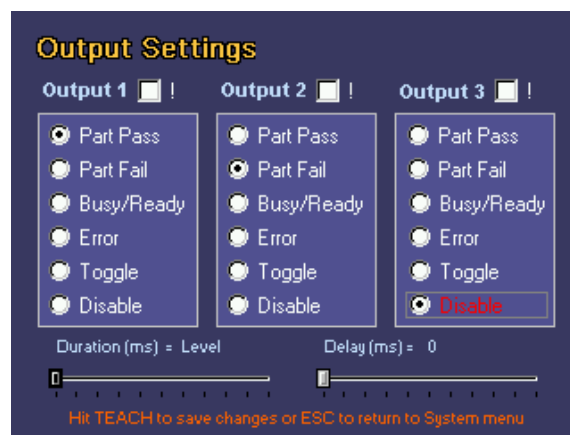 Output Settings
Output 1 !
Output 2 !
Output 3 !
Part Pass
Part Fail
Busy/Ready
Error
Toggle
Disable
Part Pass
Part Fail
Busy/Ready
Error
Toggle
Disable
Part Pass
Part Fail
Busy/Ready
Error
Toggle
Disable
Duration (ms) = Level
Delay (ms) = 0
Hit TEACH to save changes or ESC to return to System menu